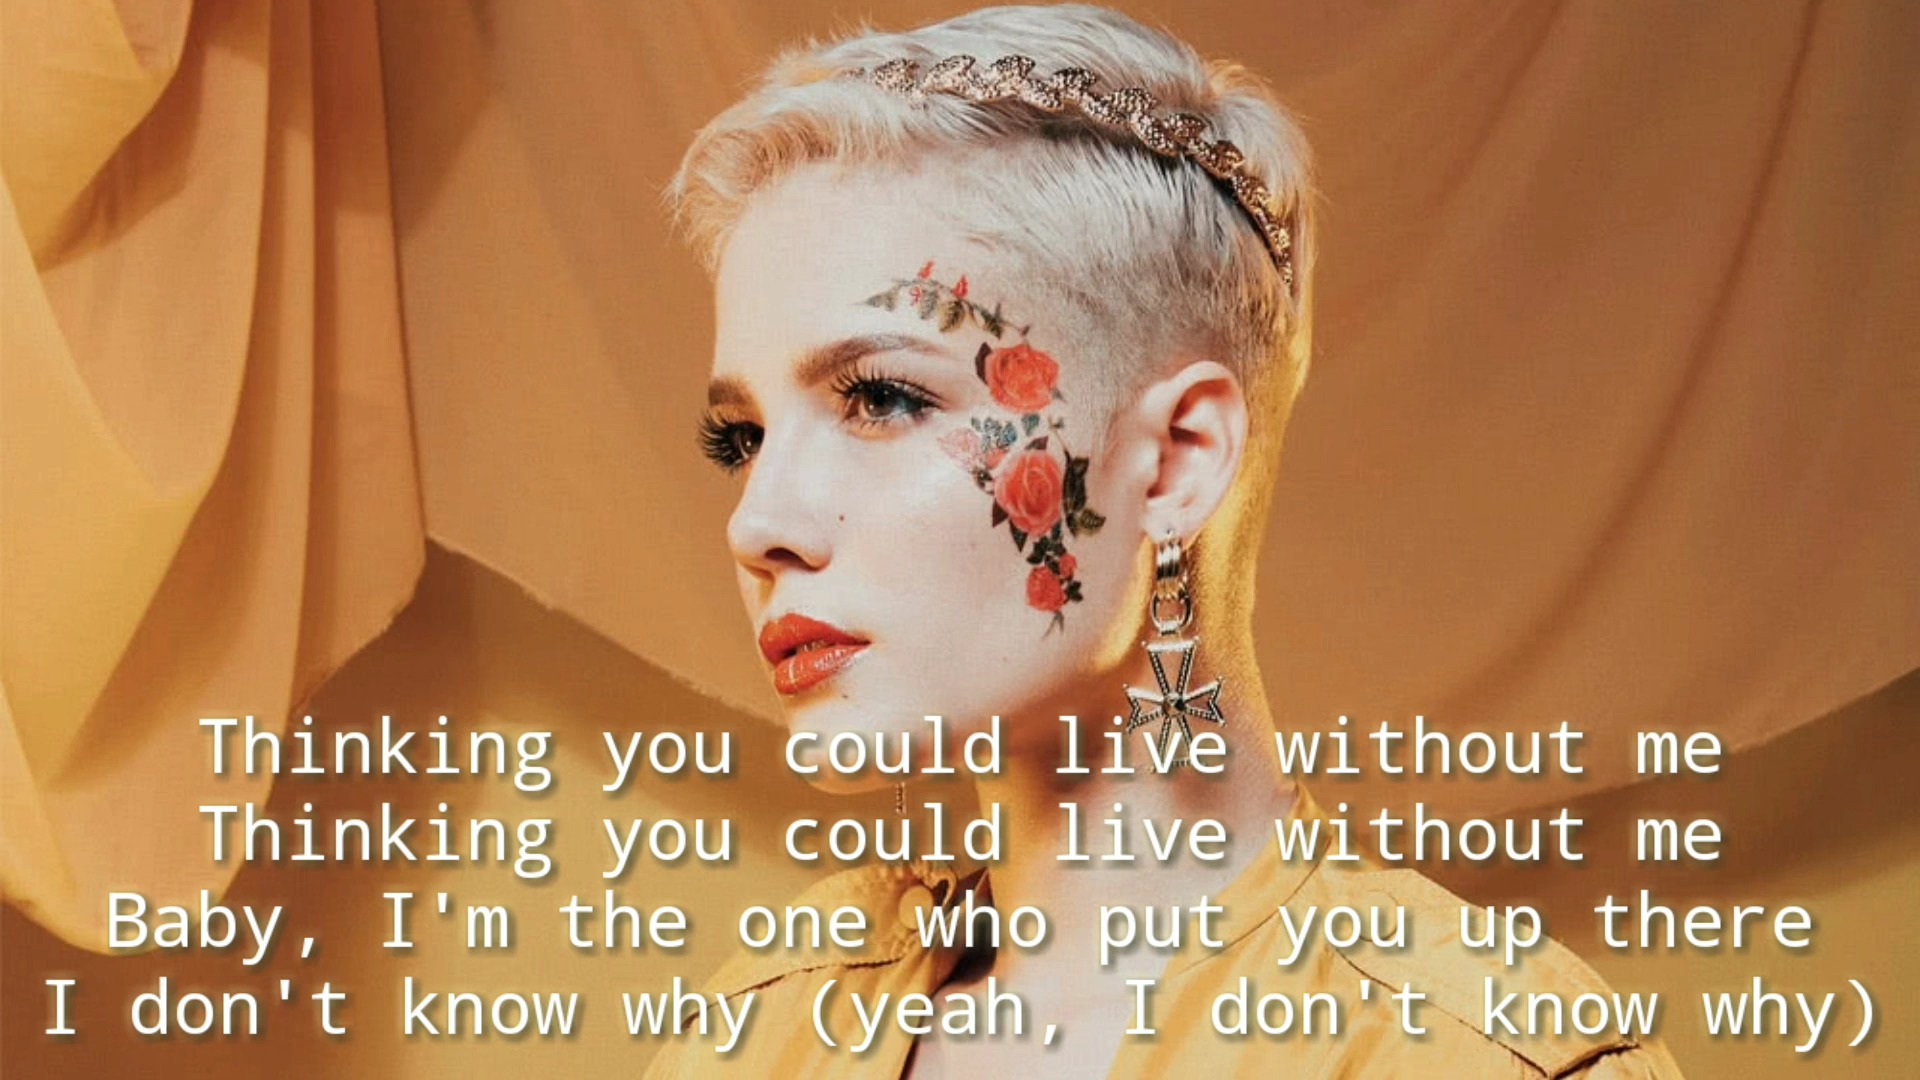 Thinking you could live without me
Thinking you could live without me
Baby, I'm the one who put you up there
I don't know why (yeah, I don't know why)